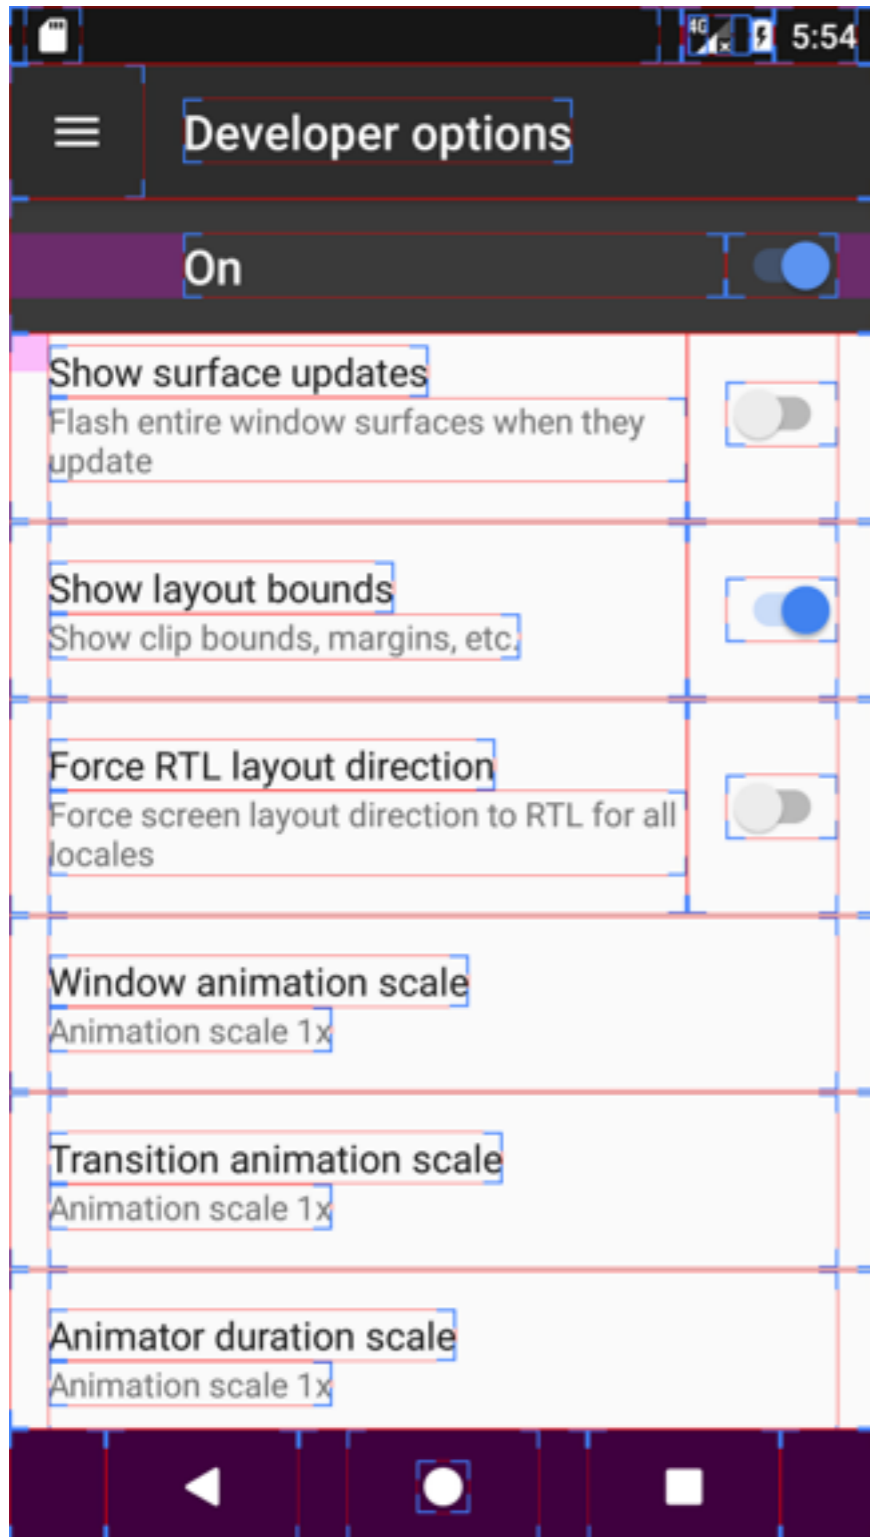 4G 5:54
Developer options
On
Show surface updates
Flash entire window surfaces when they
update
Show layout bounds
Show clip bounds, margins, etc.
Force RTL layout direction
Force screen layout direction to RTL for all
locales
Window animation scale
Animation scale 1x
Transition animation scale
Animation scale 1x
Animator duration scale
Animation scale 1x